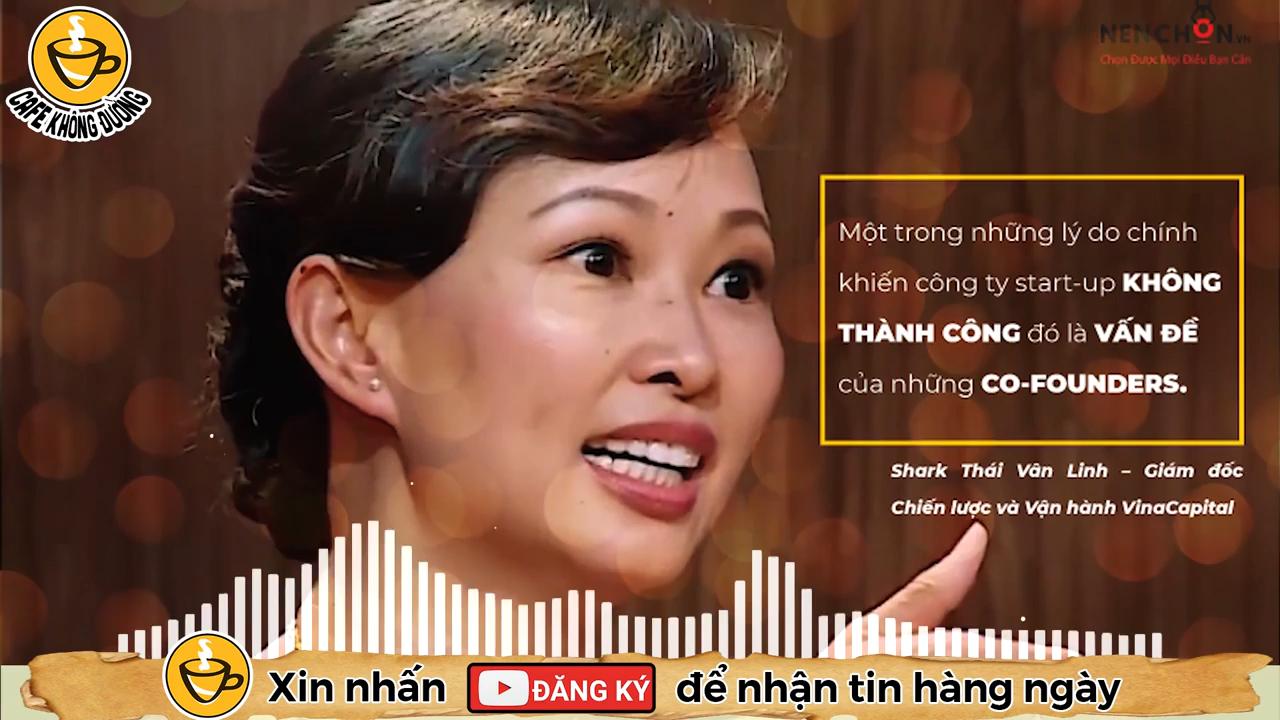 CAFE KHÔNG ĐƯỜNG
NENCHON.VN
Chọn Được Mọi Điều Bạn Cần
Một trong những lý do chính
khiến công ty start-up KHÔNG
THÀNH CÔNG đó là VẤN ĐỀ
của những CO-FOUNDERS.
Shark Thái Vân Linh – Giám đốc
Chiến lược và Vận hành VinaCapital
Xin nhấn ĐĂNG KÝ để nhận tin hàng ngày